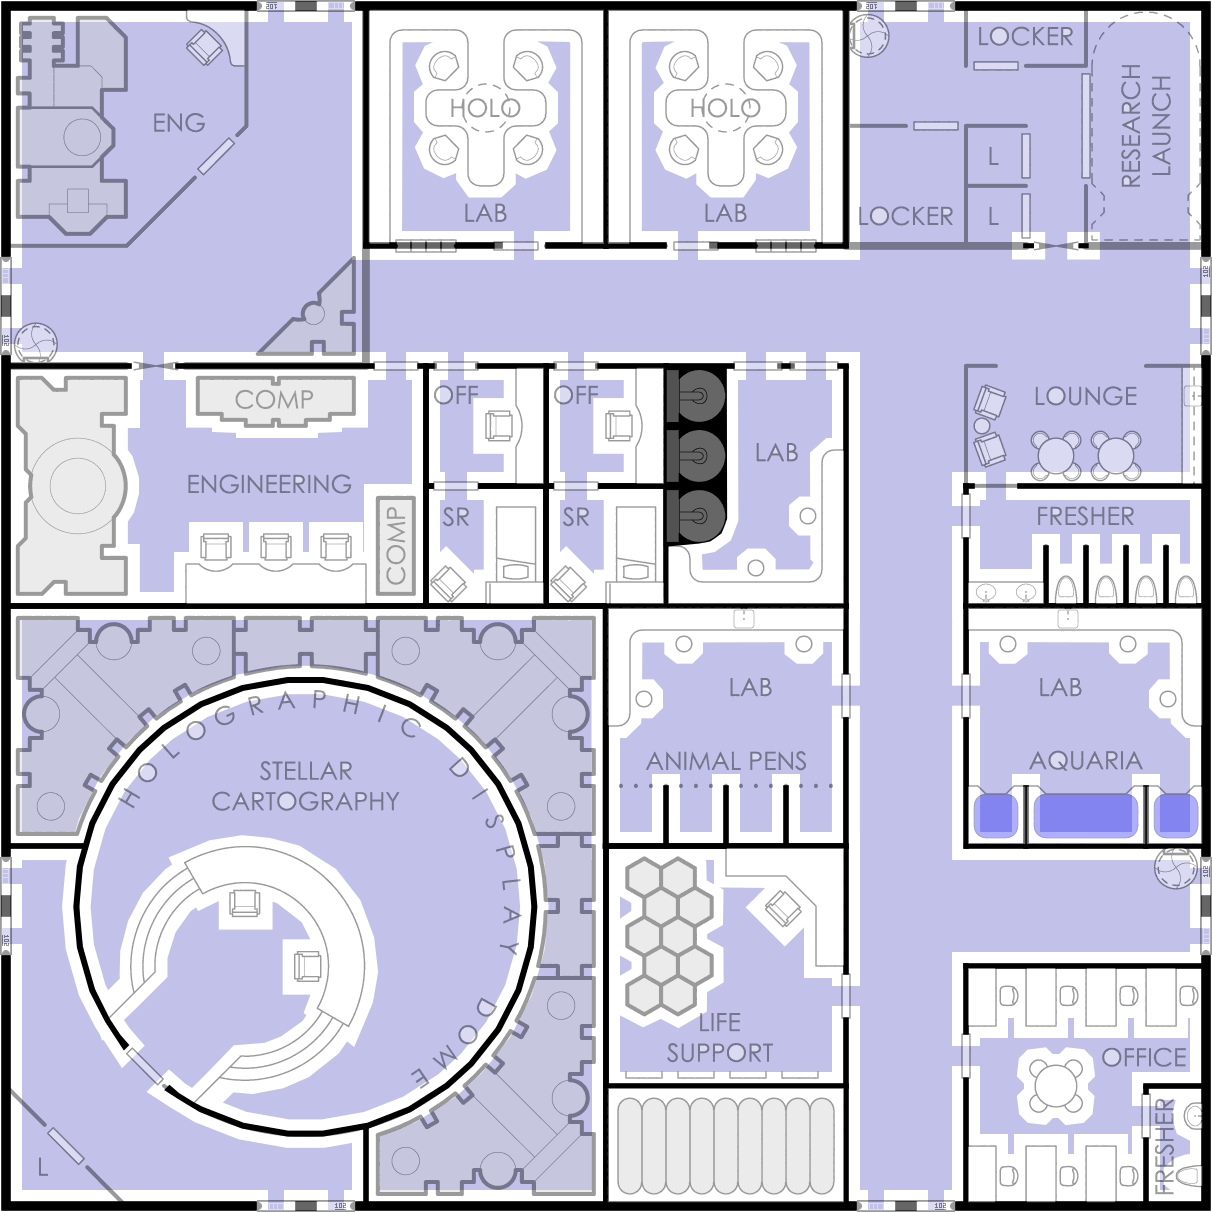 LOCKER
ENG
HOLO
HOLO
RESEARCH
LAUNCH
L
LAB
LAB
LOCKER
L
COMP
OFF
OFF
LOUNGE
LAB
ENGINEERING
COMP
SR
SR
FRESHER
HOLOGRAPHIC DISPLAY DOME
STELLAR
CARTOGRAPHY
LAB
ANIMAL PENS
LAB
AQUARIA
LIFE
SUPPORT
OFFICE
FRESHER
L